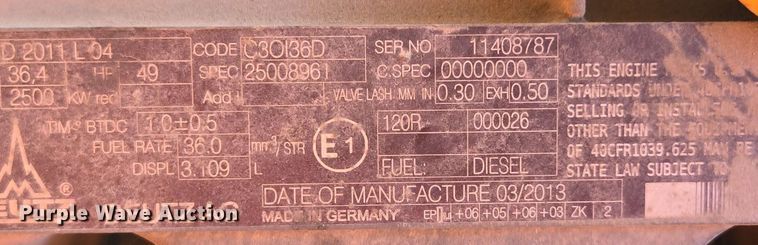 D 2011 L 04 CODE C3OI36D SER NO 11408787
36,4 HP 49 SPEC 25008961 C.SPEC 00000000
2500 KW red Add VALVE LASH MM IN 0.30 EXH 0.50
TIM° BTDC 1.0±0.5 120R 000026
FUEL RATE 36.0 mm³/STR E1
DISPL 3.109 L FUEL: DIESEL
DEUTZ ®
DATE OF MANUFACTURE 03/2013
MADE IN GERMANY +06 +05 +06 +03 ZK 2
THIS ENGINE
STANDARDS
SELLING OR
OTHER THAN THE
OF 40CFR1039.625 MAY BE
STATE LAW SUBJECT TO
Purple Wave Auction